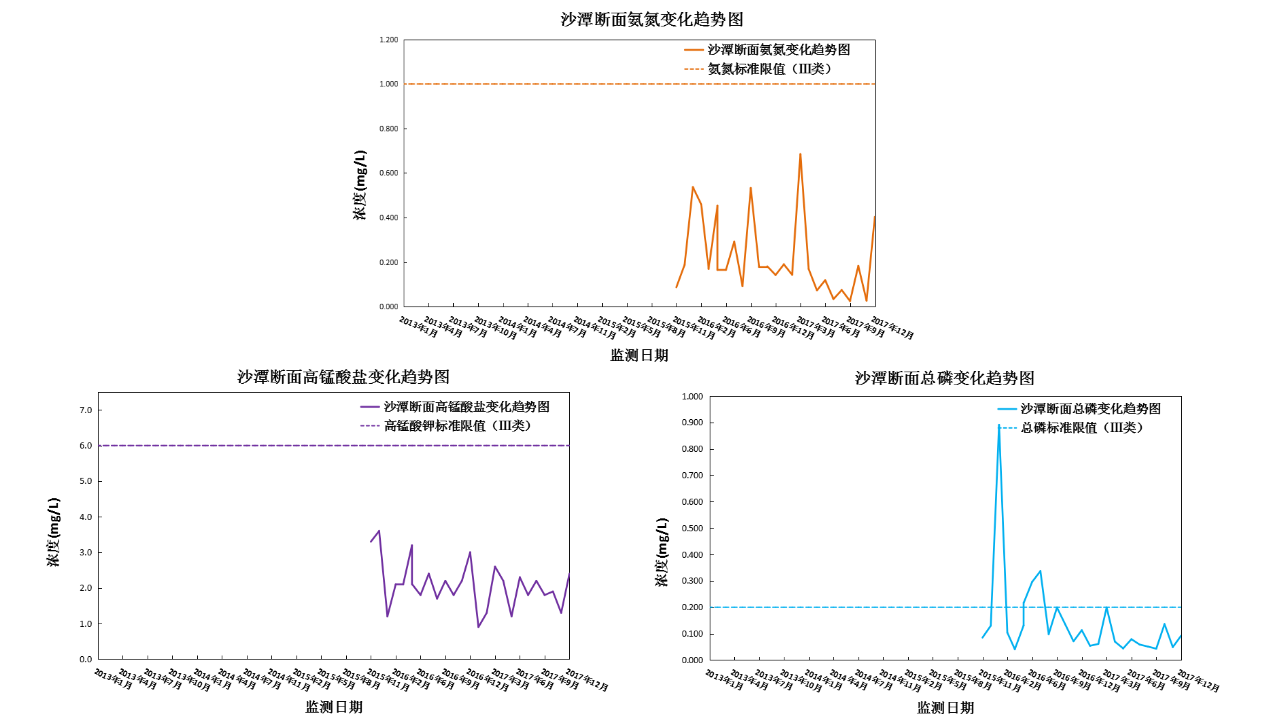 沙潭断面氨氮变化趋势图
沙潭断面氨氮变化趋势图
氨氮标准限值（III类）
浓度(mg/L)
1.200
1.000
0.800
0.600
0.400
0.200
0.000
2013年1月
2013年4月
2013年7月
2013年10月
2014年1月
2014年4月
2014年7月
2014年11月
2015年2月
2015年5月
2015年8月
2015年11月
2016年2月
2016年6月
2016年9月
2016年12月
2017年3月
2017年6月
2017年9月
2017年12月
监测日期
沙潭断面高锰酸盐变化趋势图
沙潭断面高锰酸盐变化趋势图
高锰酸钾标准限值（III类）
浓度(mg/L)
7.0
6.0
5.0
4.0
3.0
2.0
1.0
0.0
2013年1月
2013年4月
2013年7月
2013年10月
2014年1月
2014年4月
2014年7月
2014年11月
2015年2月
2015年5月
2015年8月
2015年11月
2016年2月
2016年6月
2016年9月
2016年12月
2017年3月
2017年6月
2017年9月
2017年12月
监测日期
沙潭断面总磷变化趋势图
沙潭断面总磷变化趋势图
总磷标准限值（III类）
浓度(mg/L)
1.000
0.900
0.800
0.700
0.600
0.500
0.400
0.300
0.200
0.100
0.000
2013年1月
2013年4月
2013年7月
2013年10月
2014年1月
2014年4月
2014年7月
2014年11月
2015年2月
2015年5月
2015年8月
2015年11月
2016年2月
2016年6月
2016年9月
2016年12月
2017年3月
2017年6月
2017年9月
2017年12月
监测日期